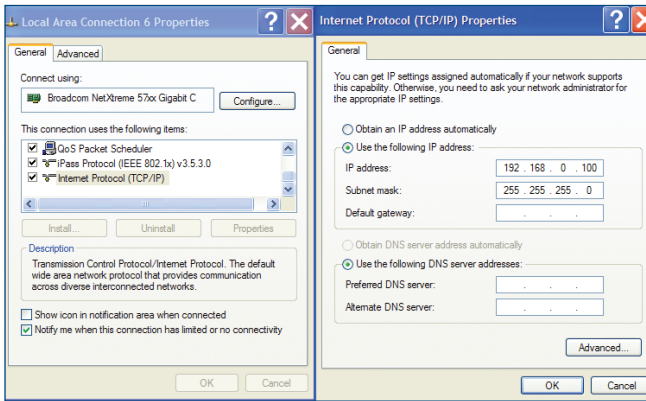 Local Area Connection 6 Properties
General
Advanced
Connect using:
Broadcom NetXtreme 57xx Gigabit C
Configure...
This connection uses the following items:
QoS Packet Scheduler
iPass Protocol (IEEE 802.1x) v3.5.3.0
Internet Protocol (TCP/IP)
Install...
Uninstall
Properties
Description
Transmission Control Protocol/Internet Protocol. The default
wide area network protocol that provides communication
across diverse interconnected networks.
Show icon in notification area when connected
Notify me when this connection has limited or no connectivity
OK
Cancel
Internet Protocol (TCP/IP) Properties
General
You can get IP settings assigned automatically if your network supports
this capability. Otherwise, you need to ask your network administrator for
the appropriate IP settings.
Obtain an IP address automatically
Use the following IP address:
IP address:
192 . 168 . 0 . 100
Subnet mask:
255 . 255 . 255 . 0
Default gateway:
. . .
Obtain DNS server address automatically
Use the following DNS server addresses:
Preferred DNS server:
. . .
Alternate DNS server:
. . .
Advanced...
OK
Cancel